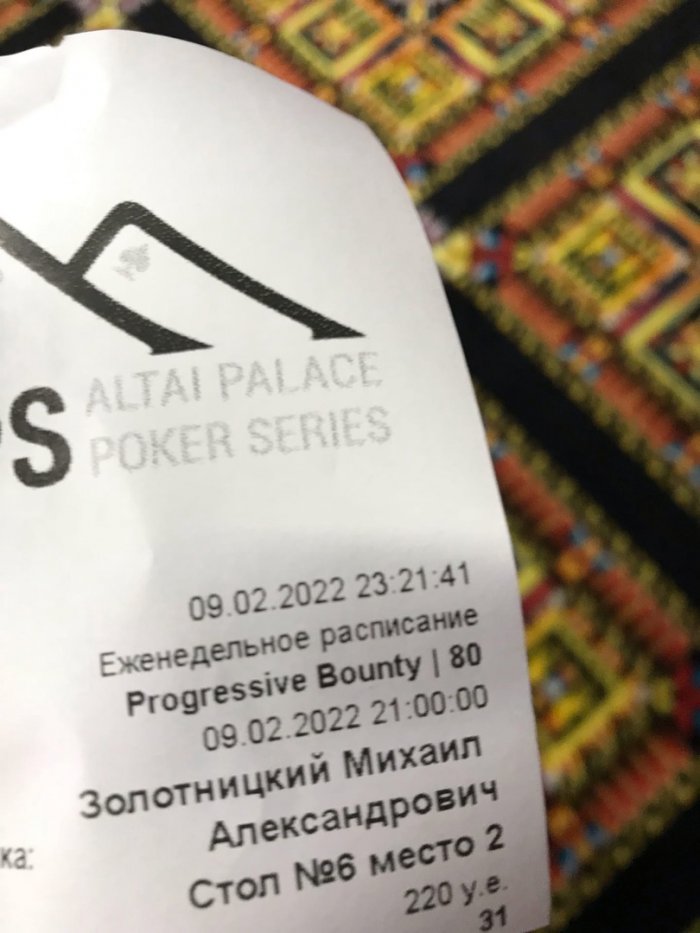 PS
ALTAI PALACE
POKER SERIES
09.02.2022 23:21:41
Еженедельное расписание
Progressive Bounty | 80
09.02.2022 21:00:00
Золотницкий Михаил
Александрович
ка:
Стол №6 место 2
220 у.е.
31